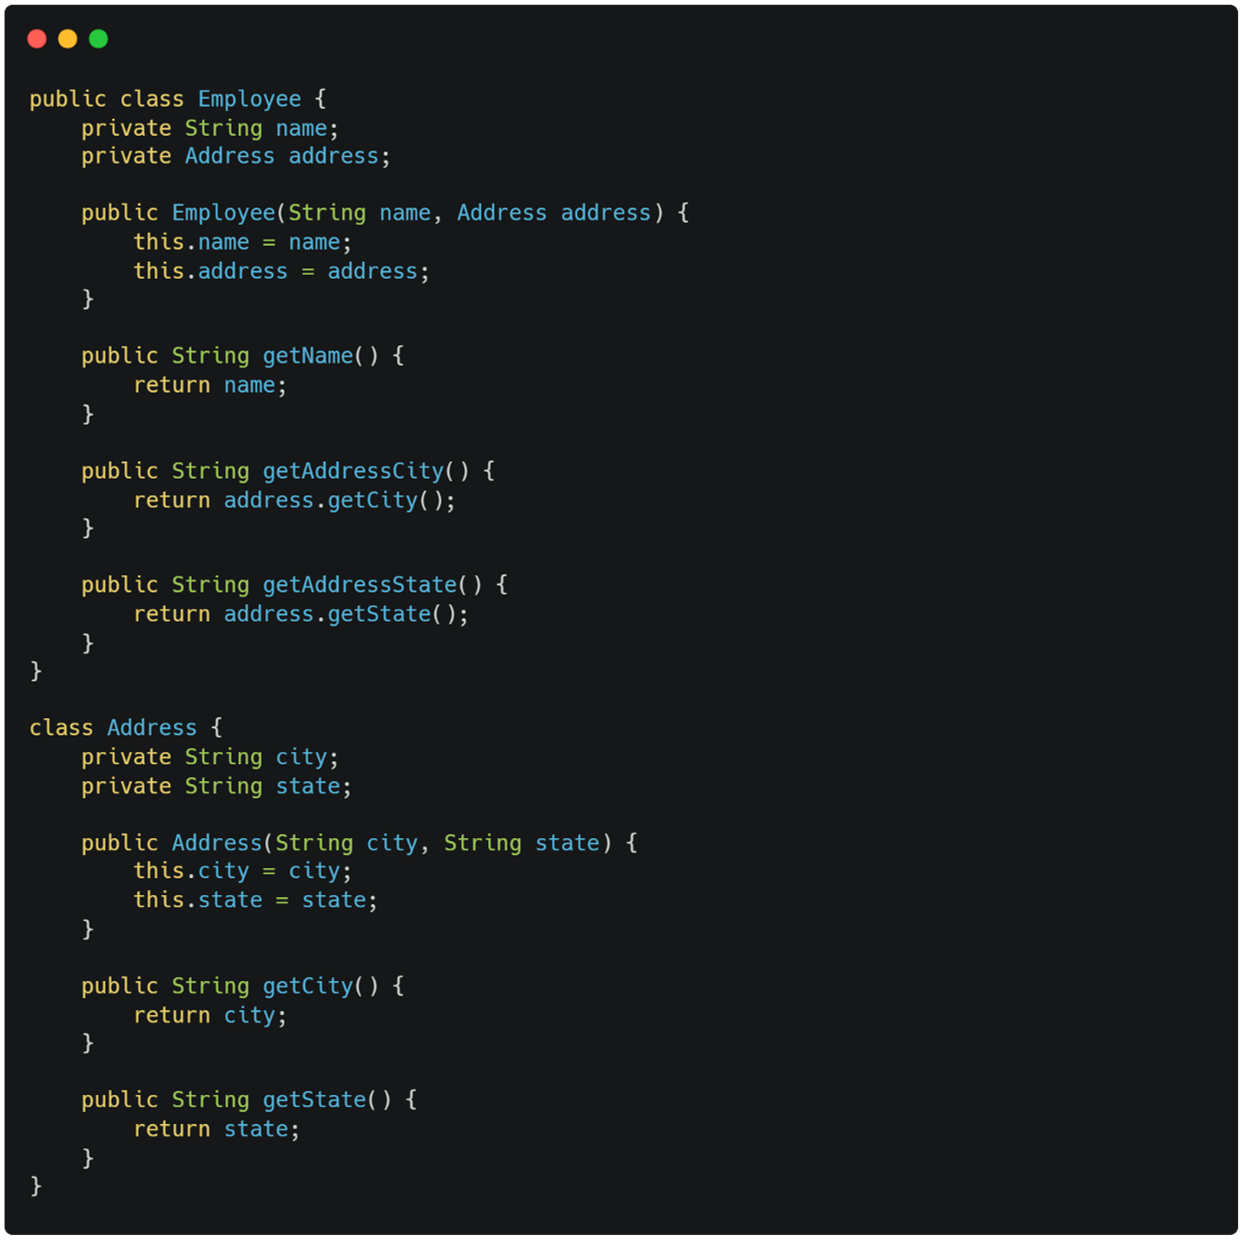 public class Employee {
    private String name;
    private Address address;

    public Employee(String name, Address address) {
        this.name = name;
        this.address = address;
    }

    public String getName() {
        return name;
    }

    public String getAddressCity() {
        return address.getCity();
    }

    public String getAddressState() {
        return address.getState();
    }
}

class Address {
    private String city;
    private String state;

    public Address(String city, String state) {
        this.city = city;
        this.state = state;
    }

    public String getCity() {
        return city;
    }

    public String getState() {
        return state;
    }
}